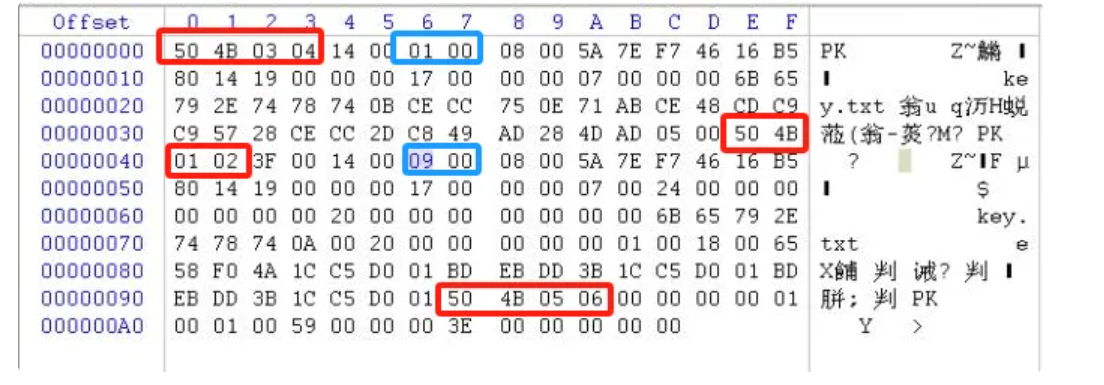 Offset 0 1 2 3 4 5 6 7 8 9 A B C D E F
00000000 50 4B 03 04 14 00 01 00 08 00 5A 7E F7 46 16 B5 PK Z~鱗
00000010 80 14 19 00 00 00 17 00 00 00 07 00 00 00 6B 65 ke
00000020 79 2E 74 78 74 0B CE CC 75 0E 71 AB CE 48 CD C9 y.txt 翁u q沥H蜕
00000030 C9 57 28 CE CC 2D C8 49 AD 28 4D AD 05 00 50 4B (翁-菼?M? PK
00000040 01 02 3F 00 14 00 09 00 08 00 5A 7E F7 46 16 B5 ? Z~ F µ
00000050 80 14 19 00 00 00 17 00 00 00 07 00 24 00 00 00 $
00000060 00 00 00 00 20 00 00 00 00 00 00 00 6B 65 79 2E key.
00000070 74 78 74 0A 00 20 00 00 00 00 00 01 00 18 00 65 txt e
00000080 58 F0 4A 1C C5 D0 01 BD EB DD 3B 1C C5 D0 01 BD X餔 判 诫? 判
00000090 EB DD 3B 1C C5 D0 01 50 4B 05 06 00 00 00 00 01 ; 判 PK
000000A0 00 01 00 59 00 00 00 3E 00 00 00 00 00 Y >